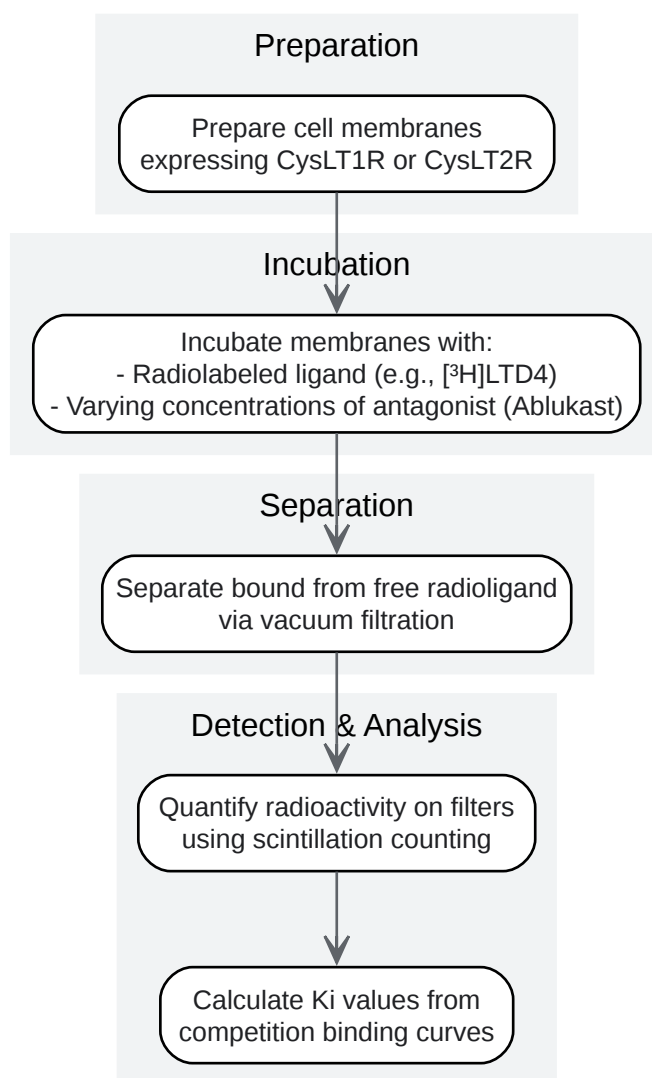 Preparation
Prepare cell membranes
expressing CysLT1R or CysLT2R
Incubation
Incubate membranes with:
- Radiolabeled ligand (e.g., [³H]LTD4)
- Varying concentrations of antagonist (Ablukast)
Separation
Separate bound from free radioligand
via vacuum filtration
Detection & Analysis
Quantify radioactivity on filters
using scintillation counting
Calculate Ki values from
competition binding curves